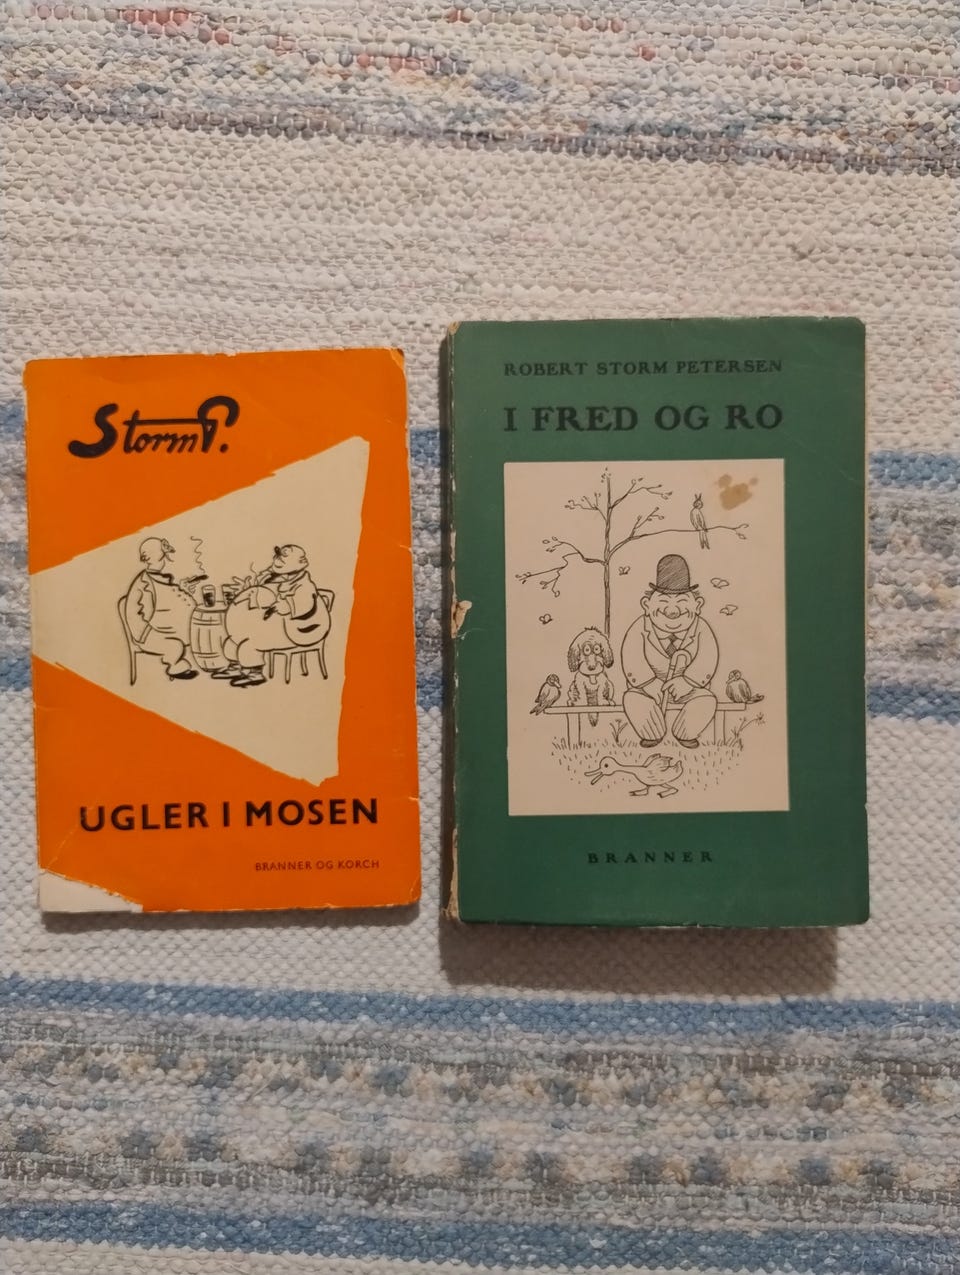 Storm P.
UGLER I MOSEN
BRANNER OG KORCH
ROBERT STORM PETERSEN
I FRED OG RO
BRANNER